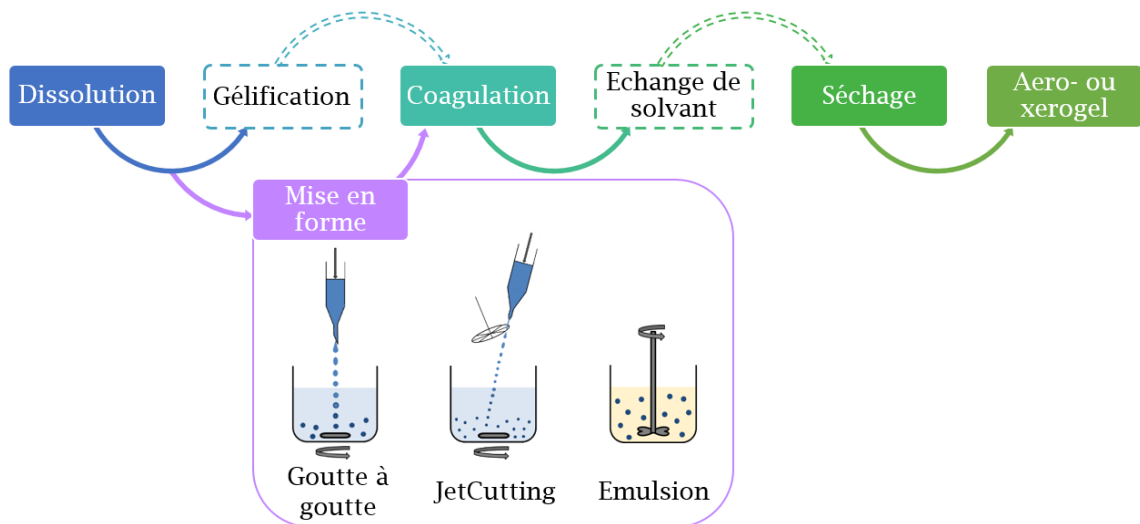 Dissolution
Gélification
Coagulation
Echange de
solvant
Séchage
Aero- ou
xerogel
Mise en
forme
Goutte à
goutte
JetCutting
Emulsion